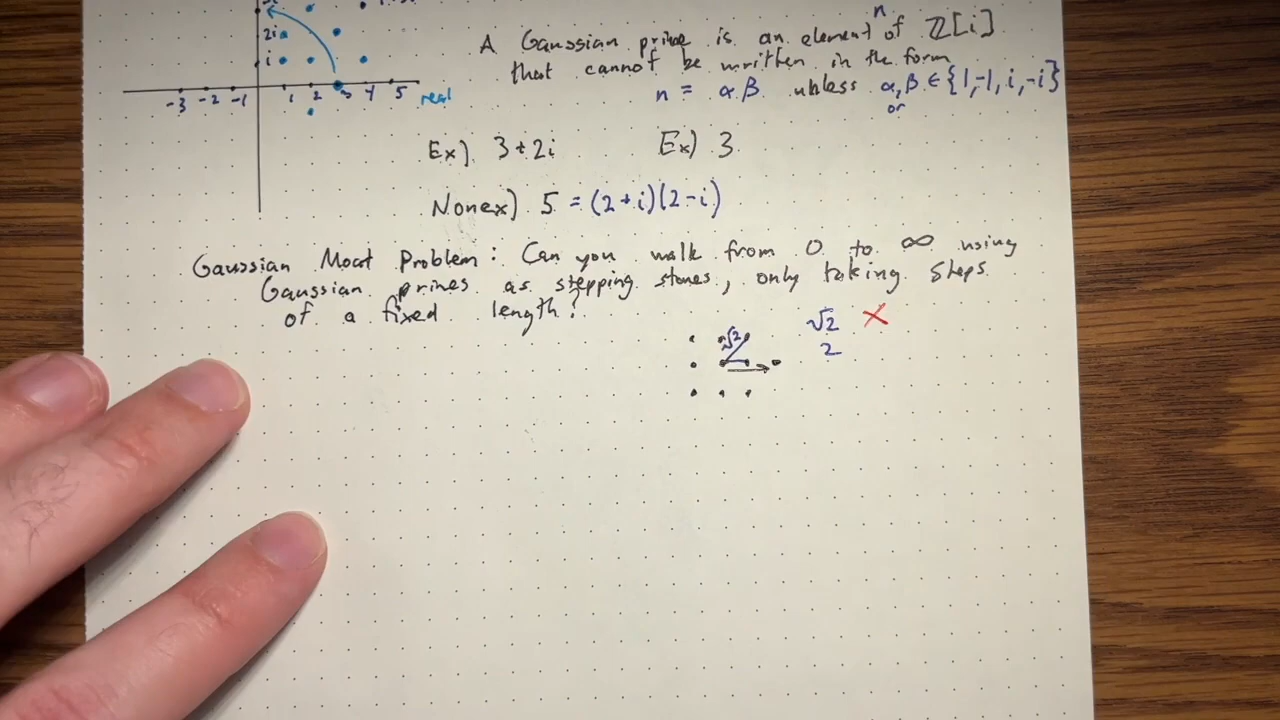 2i
i
-3 -2 -1 1 2 3 4 5 real
A Gaussian prime is an element n of ℤ[i]
that cannot be written in the form
n = αβ unless α, β ∈ {1,-1, i, -i}
or
Ex) 3+2i Ex) 3
Nonex) 5 = (2+i)(2-i)
Gaussian Moat Problem: Can you walk from 0 to ∞ using
Gaussian primes as stepping stones, only taking steps
of a fixed length?
√2 √2 ×
2